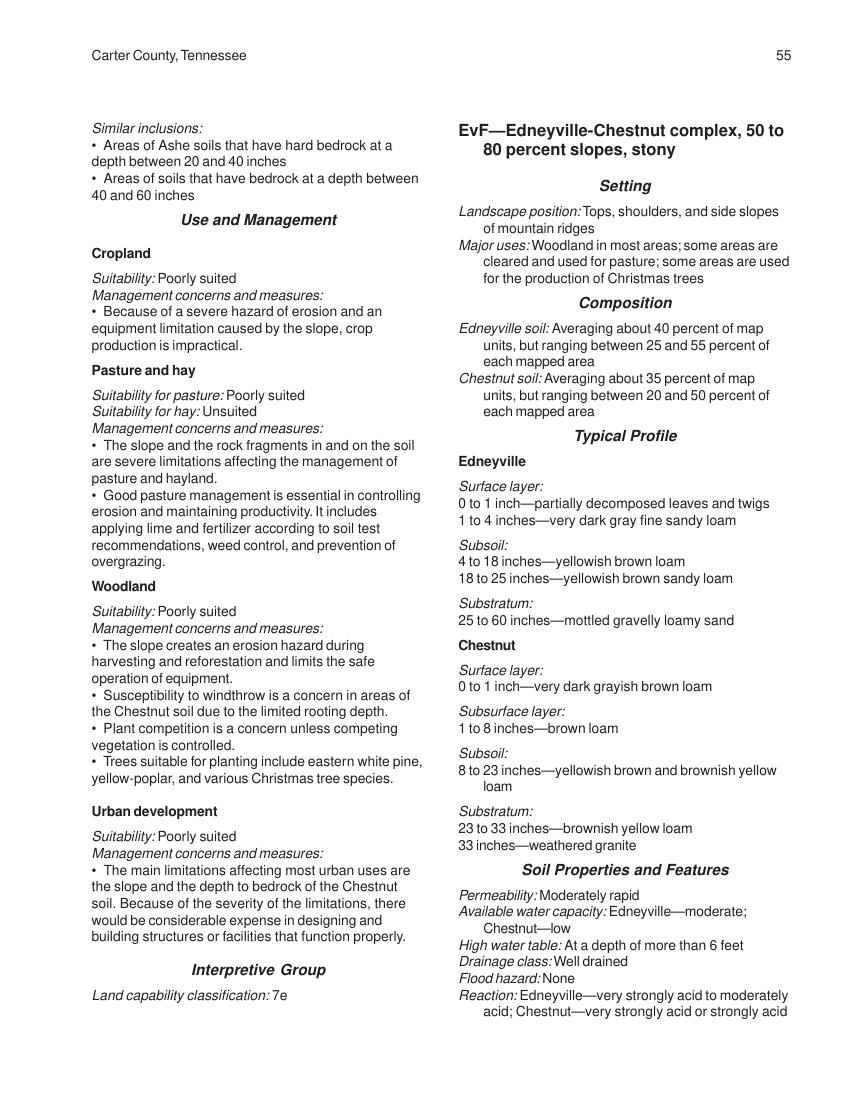 Carter County, Tennessee
55
Similar inclusions:
• Areas of Ashe soils that have hard bedrock at a
depth between 20 and 40 inches
• Areas of soils that have bedrock at a depth between
40 and 60 inches
Use and Management
Cropland
Suitability: Poorly suited
Management concerns and measures:
• Because of a severe hazard of erosion and an
equipment limitation caused by the slope, crop
production is impractical.
Pasture and hay
Suitability for pasture: Poorly suited
Suitability for hay: Unsuited
Management concerns and measures:
• The slope and the rock fragments in and on the soil
are severe limitations affecting the management of
pasture and hayland.
• Good pasture management is essential in controlling
erosion and maintaining productivity. It includes
applying lime and fertilizer according to soil test
recommendations, weed control, and prevention of
overgrazing.
Woodland
Suitability: Poorly suited
Management concerns and measures:
• The slope creates an erosion hazard during
harvesting and reforestation and limits the safe
operation of equipment.
• Susceptibility to windthrow is a concern in areas of
the Chestnut soil due to the limited rooting depth.
• Plant competition is a concern unless competing
vegetation is controlled.
• Trees suitable for planting include eastern white pine,
yellow-poplar, and various Christmas tree species.
Urban development
Suitability: Poorly suited
Management concerns and measures:
• The main limitations affecting most urban uses are
the slope and the depth to bedrock of the Chestnut
soil. Because of the severity of the limitations, there
would be considerable expense in designing and
building structures or facilities that function properly.
Interpretive Group
Land capability classification: 7e
EvF—Edneyville-Chestnut complex, 50 to
80 percent slopes, stony
Setting
Landscape position: Tops, shoulders, and side slopes
of mountain ridges
Major uses: Woodland in most areas; some areas are
cleared and used for pasture; some areas are used
for the production of Christmas trees
Composition
Edneyville soil: Averaging about 40 percent of map
units, but ranging between 25 and 55 percent of
each mapped area
Chestnut soil: Averaging about 35 percent of map
units, but ranging between 20 and 50 percent of
each mapped area
Typical Profile
Edneyville
Surface layer:
0 to 1 inch—partially decomposed leaves and twigs
1 to 4 inches—very dark gray fine sandy loam
Subsoil:
4 to 18 inches—yellowish brown loam
18 to 25 inches—yellowish brown sandy loam
Substratum:
25 to 60 inches—mottled gravelly loamy sand
Chestnut
Surface layer:
0 to 1 inch—very dark grayish brown loam
Subsurface layer:
1 to 8 inches—brown loam
Subsoil:
8 to 23 inches—yellowish brown and brownish yellow
loam
Substratum:
23 to 33 inches—brownish yellow loam
33 inches—weathered granite
Soil Properties and Features
Permeability: Moderately rapid
Available water capacity: Edneyville—moderate;
Chestnut—low
High water table: At a depth of more than 6 feet
Drainage class: Well drained
Flood hazard: None
Reaction: Edneyville—very strongly acid to moderately
acid; Chestnut—very strongly acid or strongly acid